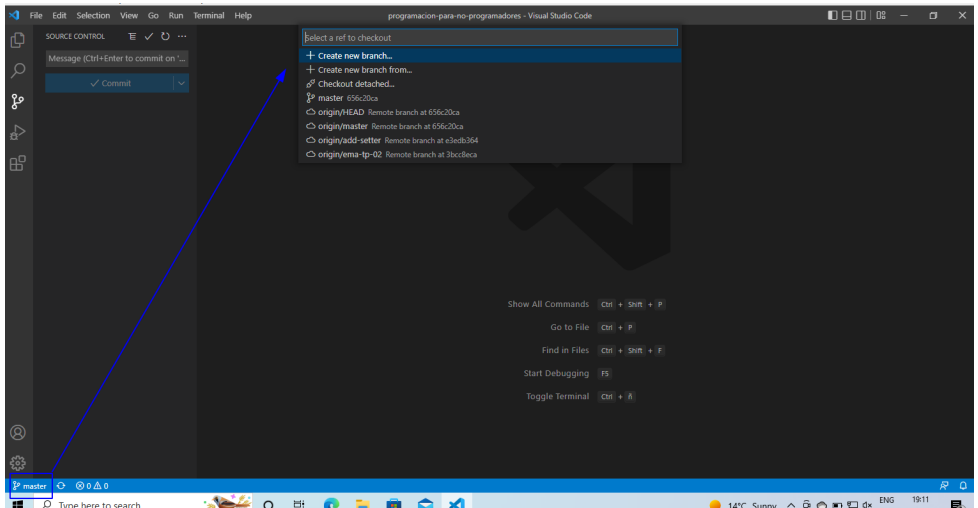 File Edit Selection View Go Run Terminal Help
programacion-para-no-programadores - Visual Studio Code
SOURCE CONTROL
Message (Ctrl+Enter to commit on '...
Commit
Select a ref to checkout
Create new branch...
Create new branch from...
Checkout detached...
master 656c20ca
origin/HEAD Remote branch at 656c20ca
origin/master Remote branch at 656c20ca
origin/add-setter Remote branch at e3edb364
origin/ema-tp-02 Remote branch at 3bcc8eca
Show All Commands Ctrl + Shift + P
Go to File Ctrl + P
Find in Files Ctrl + Shift + F
Start Debugging F5
Toggle Terminal Ctrl + ñ
master 0 0
Type here to search
14°C Sunny ENG 19:11